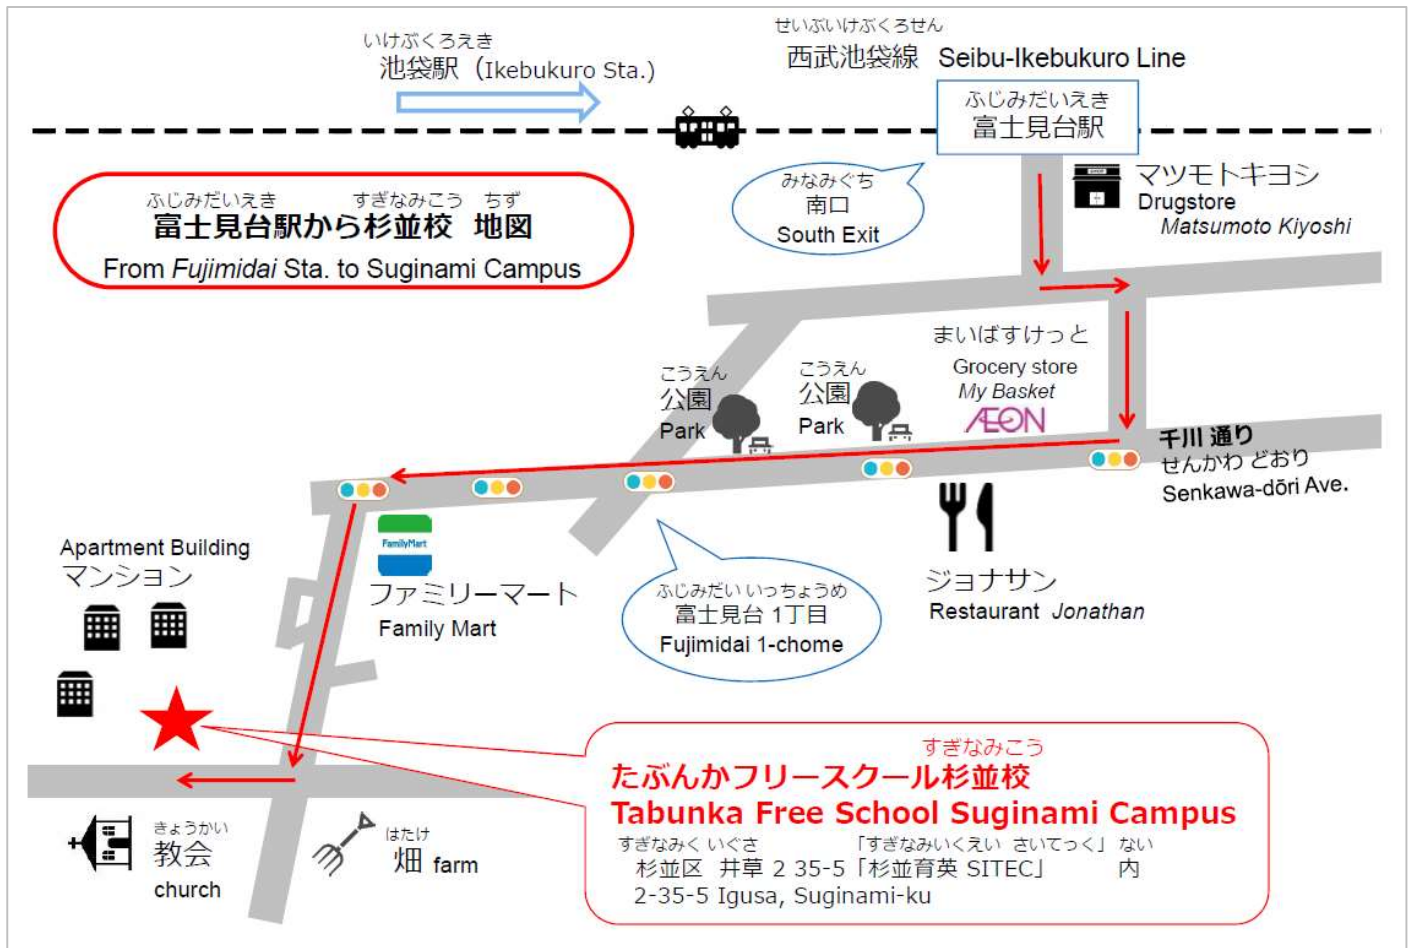 せいぶいけぶくろせん
西武池袋線 Seibu-Ikebukuro Line
いけぶくろえき
池袋駅 (Ikebukuro Sta.)
ふじみだいえき
富士見台駅
みなみぐち
南口
South Exit
マツモトキヨシ
Drugstore
Matsumoto Kiyoshi
ふじみだいえき すぎなみこう ちず
富士見台駅から杉並校 地図
From Fujimidai Sta. to Suginami Campus
まいばすけっと
Grocery store
My Basket
ÆON
こうえん
公園
Park
こうえん
公園
Park
千川 通り
せんかわ どおり
Senkawa-dōri Ave.
FamilyMart
ファミリーマート
Family Mart
Apartment Building
マンション
ふじみだい いっちょうめ
富士見台 1丁目
Fujimidai 1-chome
ジョナサン
Restaurant Jonathan
すぎなみこう
たぶんかフリースクール杉並校
Tabunka Free School Suginami Campus
すぎなみく いぐさ 「すぎなみいくえい さいてっく」 ない
杉並区 井草 2 35-5「杉並育英 SITEC」 内
2-35-5 Igusa, Suginami-ku
きょうかい
教会
church
はたけ
畑 farm